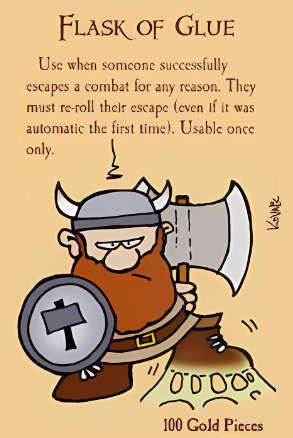 FLASK OF GLUE
Use when someone successfully
escapes a combat for any reason. They
must re-roll their escape (even if it was
automatic the first time). Usable once
only.
KOVALIC
100 Gold Pieces